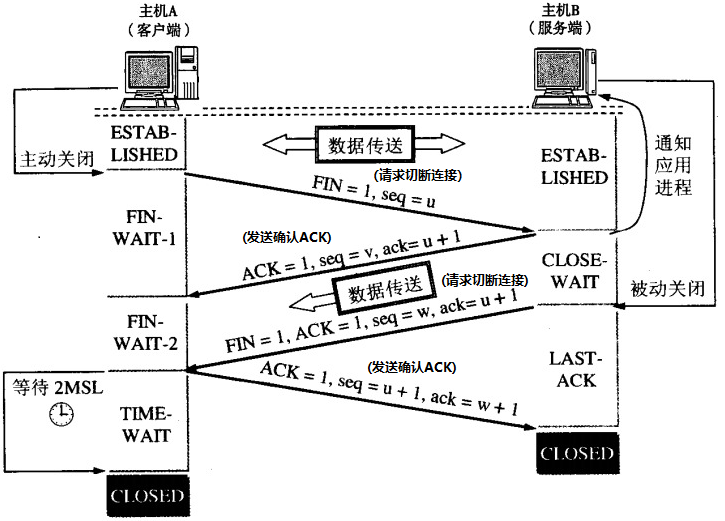 主机A
(客户端)
主机B
(服务端)
ESTAB-
LISHED
数据传送
ESTAB-
LISHED
通知
应用
进程
主动关闭
(请求切断连接)
FIN = 1, seq = u
FIN-
WAIT-1
(发送确认ACK)
ACK = 1, seq = v, ack= u + 1
CLOSE-
WAIT
数据传送
(请求切断连接)
被动关闭
FIN = 1, ACK = 1, seq = w, ack= u + 1
FIN-
WAIT-2
(发送确认ACK)
ACK = 1, seq = u + 1, ack = w + 1
LAST-
ACK
等待 2MSL
TIME-
WAIT
CLOSED
CLOSED